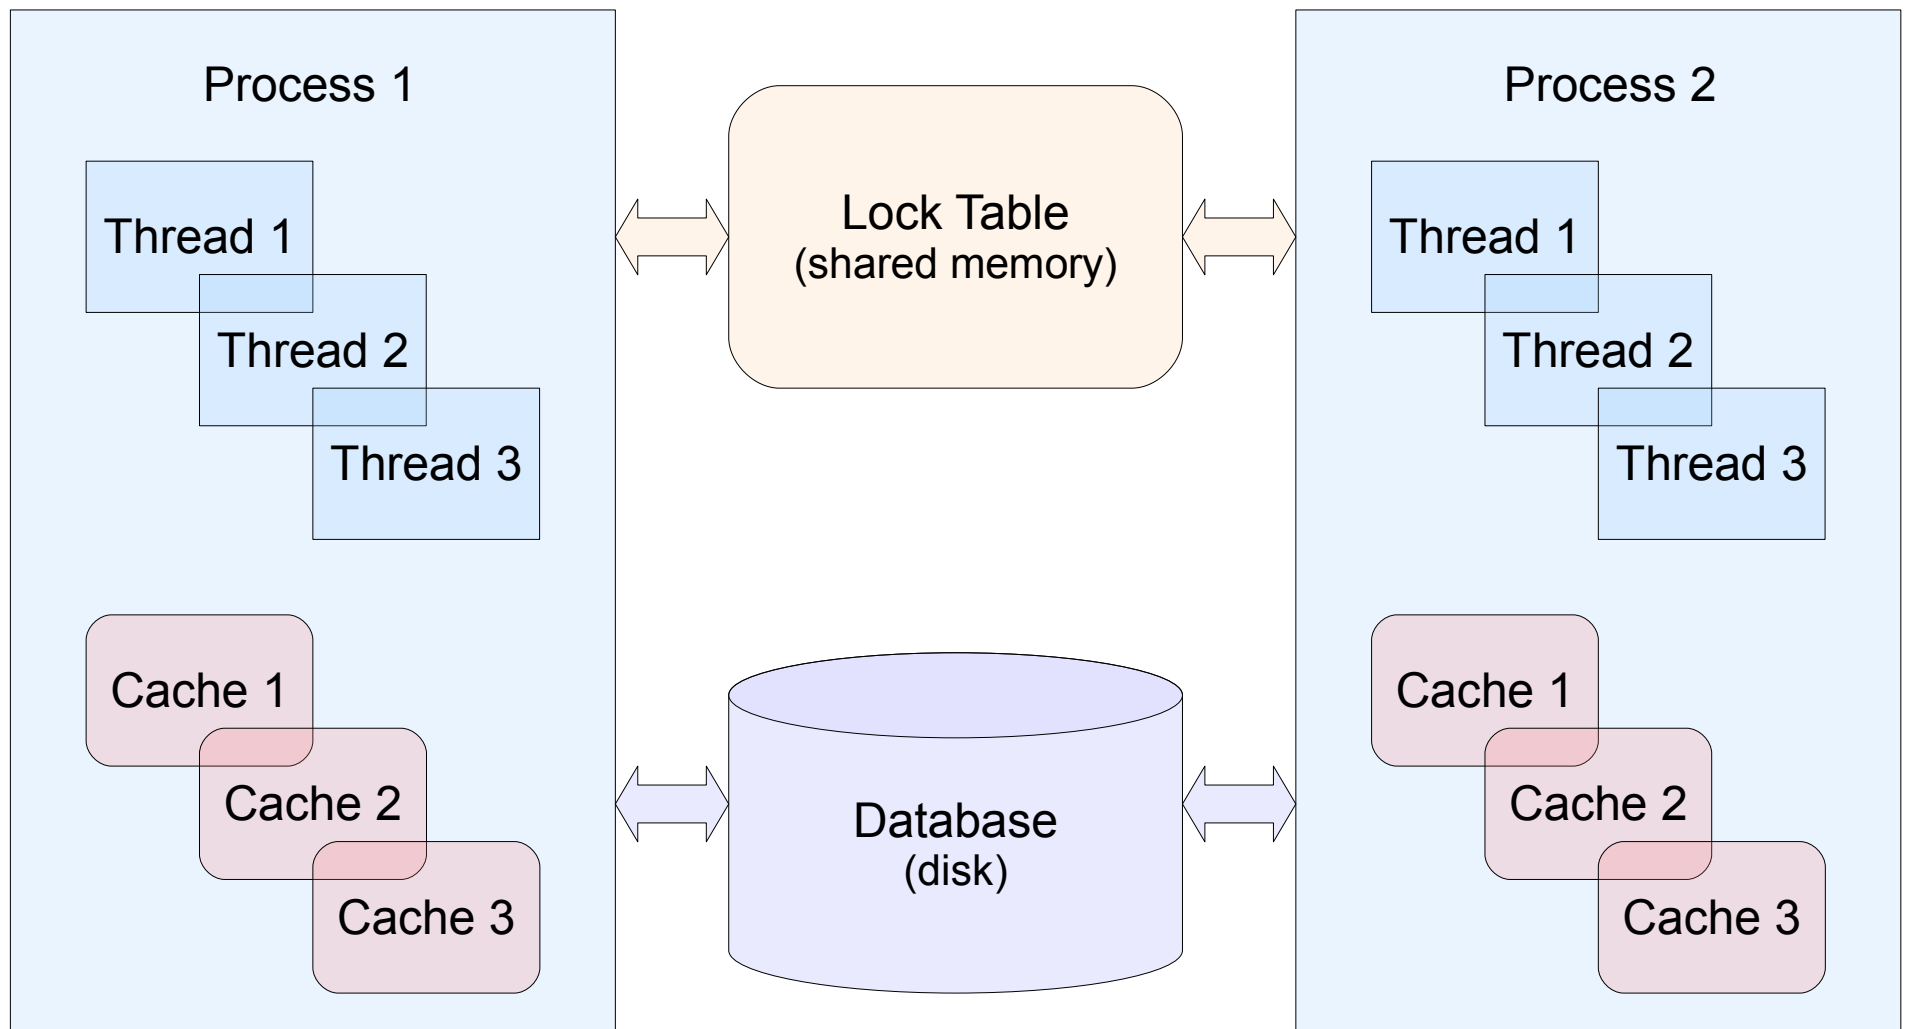 Process 1
Thread 1
Thread 2
Thread 3
Cache 1
Cache 2
Cache 3
Lock Table
(shared memory)
Database
(disk)
Process 2
Thread 1
Thread 2
Thread 3
Cache 1
Cache 2
Cache 3